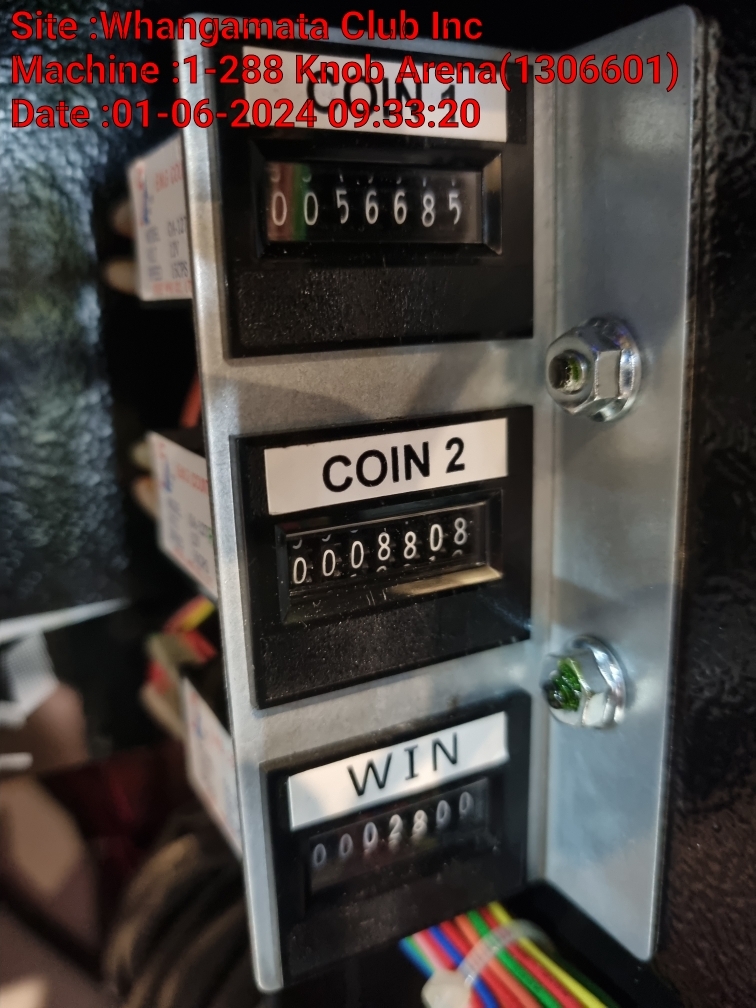 Site :Whangamata Club Inc
Machine :1-288 Knob Arena(1306601)
Date :01-06-2024 09:33:20
COIN 1
0056685
COIN 2
0008808
WIN
0002800